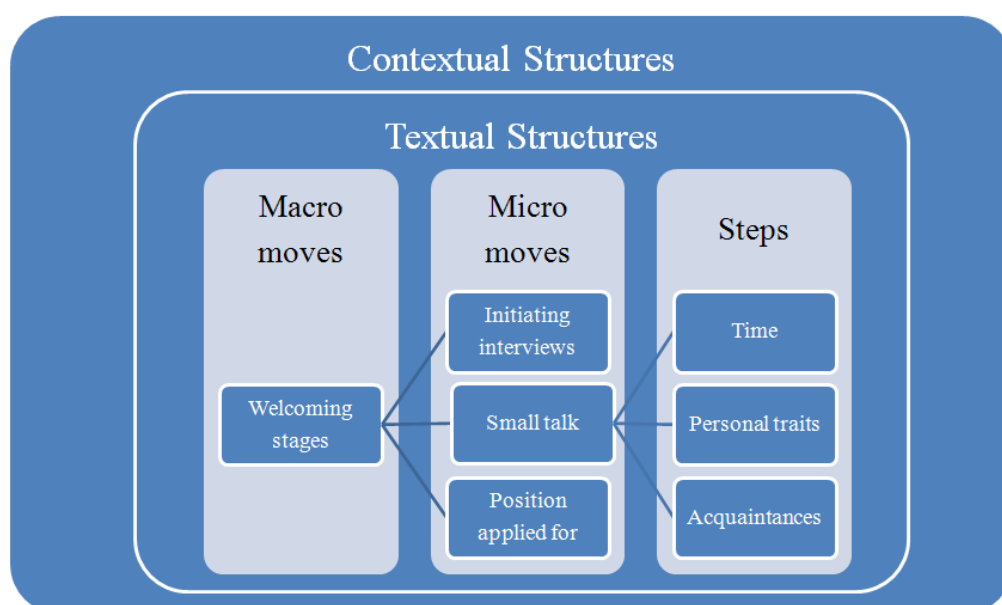 Contextual Structures
Textual Structures
Macro
moves
Welcoming
stages
Micro
moves
Initiating
interviews
Small talk
Position
applied for
Steps
Time
Personal traits
Acquaintances